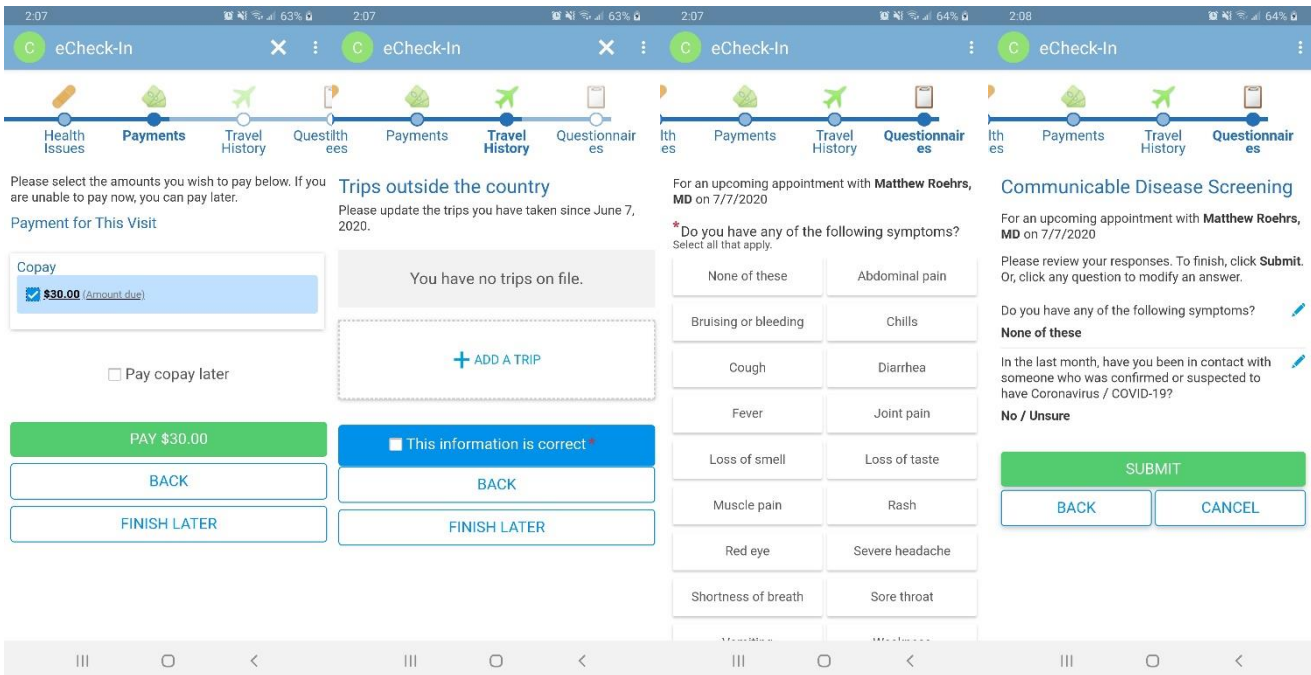 2:07
63%
C
eCheck-In
Health
Issues
Payments
Travel
History
Questi
Please select the amounts you wish to pay below. If you
are unable to pay now, you can pay later.
Payment for This Visit
Copay
$30.00 (Amount due)
Pay copay later
PAY $30.00
BACK
FINISH LATER
2:07
63%
C
eCheck-In
lth
ees
Payments
Travel
History
Questionnair
es
Trips outside the country
Please update the trips you have taken since June 7,
2020.
You have no trips on file.
+ ADD A TRIP
This information is correct*
BACK
FINISH LATER
2:07
64%
C
eCheck-In
lth
es
Payments
Travel
History
Questionnair
es
For an upcoming appointment with Matthew Roehrs,
MD on 7/7/2020
*Do you have any of the following symptoms?
Select all that apply.
None of these
Abdominal pain
Bruising or bleeding
Chills
Cough
Diarrhea
Fever
Joint pain
Loss of smell
Loss of taste
Muscle pain
Rash
Red eye
Severe headache
Shortness of breath
Sore throat
Vomiting
Weakness
2:08
64%
C
eCheck-In
lth
es
Payments
Travel
History
Questionnair
es
Communicable Disease Screening
For an upcoming appointment with Matthew Roehrs,
MD on 7/7/2020
Please review your responses. To finish, click Submit.
Or, click any question to modify an answer.
Do you have any of the following symptoms?
None of these
In the last month, have you been in contact with
someone who was confirmed or suspected to
have Coronavirus / COVID-19?
No / Unsure
SUBMIT
BACK
CANCEL